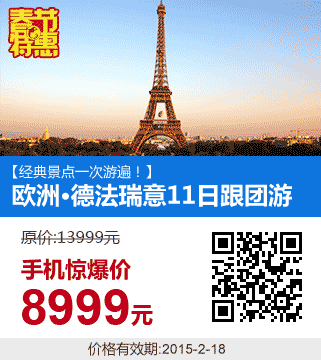 春节
特惠
【经典景点一次游遍！】
欧洲•德法瑞意11日跟团游
原价:13999元
手机惊爆价
8999元
价格有效期:2015-2-18